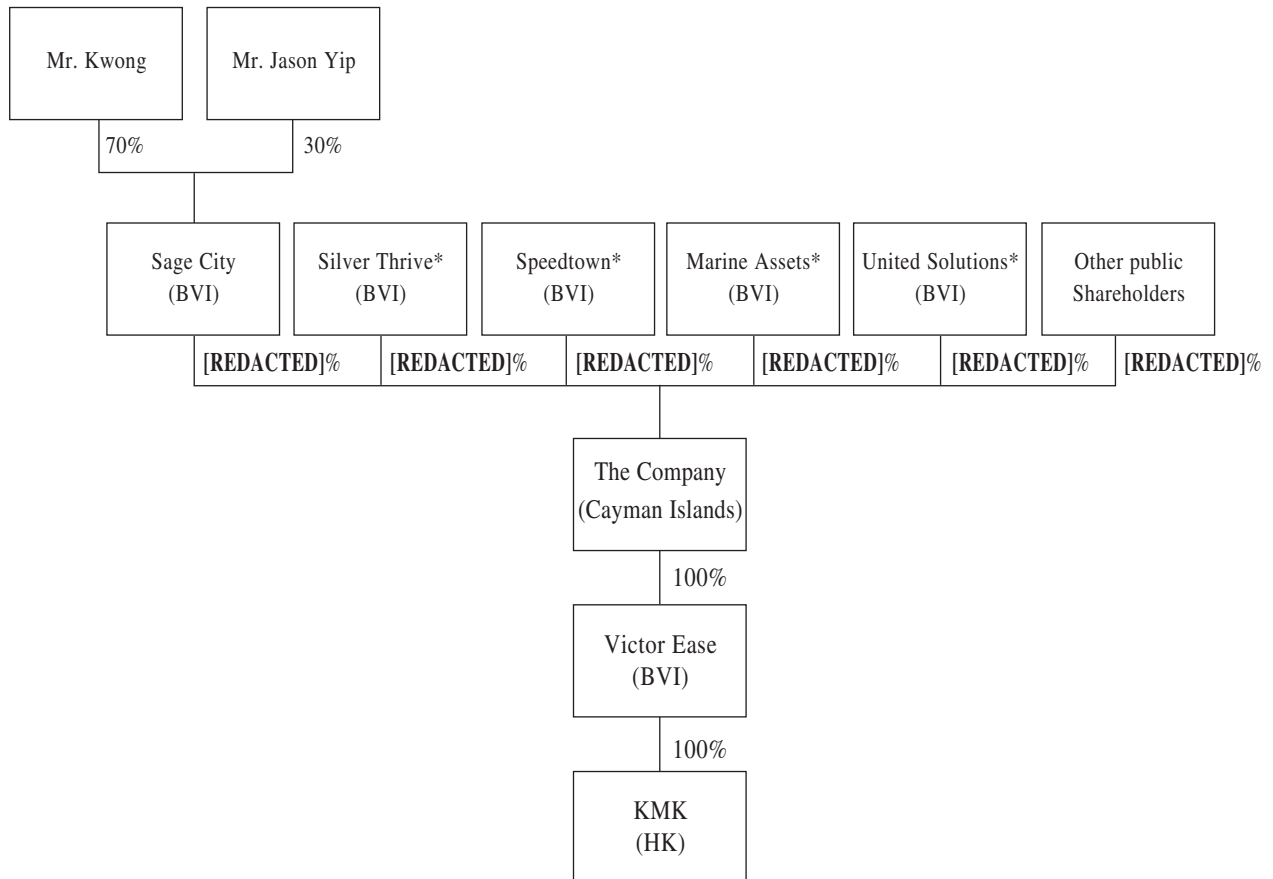 Mr. Kwong
Mr. Jason Yip
70%
30%
Sage City
(BVI)
Silver Thrive*
(BVI)
Speedtown*
(BVI)
Marine Assets*
(BVI)
United Solutions*
(BVI)
Other public
Shareholders
[REDACTED]%
[REDACTED]%
[REDACTED]%
[REDACTED]%
[REDACTED]%
[REDACTED]%
The Company
(Cayman Islands)
100%
Victor Ease
(BVI)
100%
KMK
(HK)